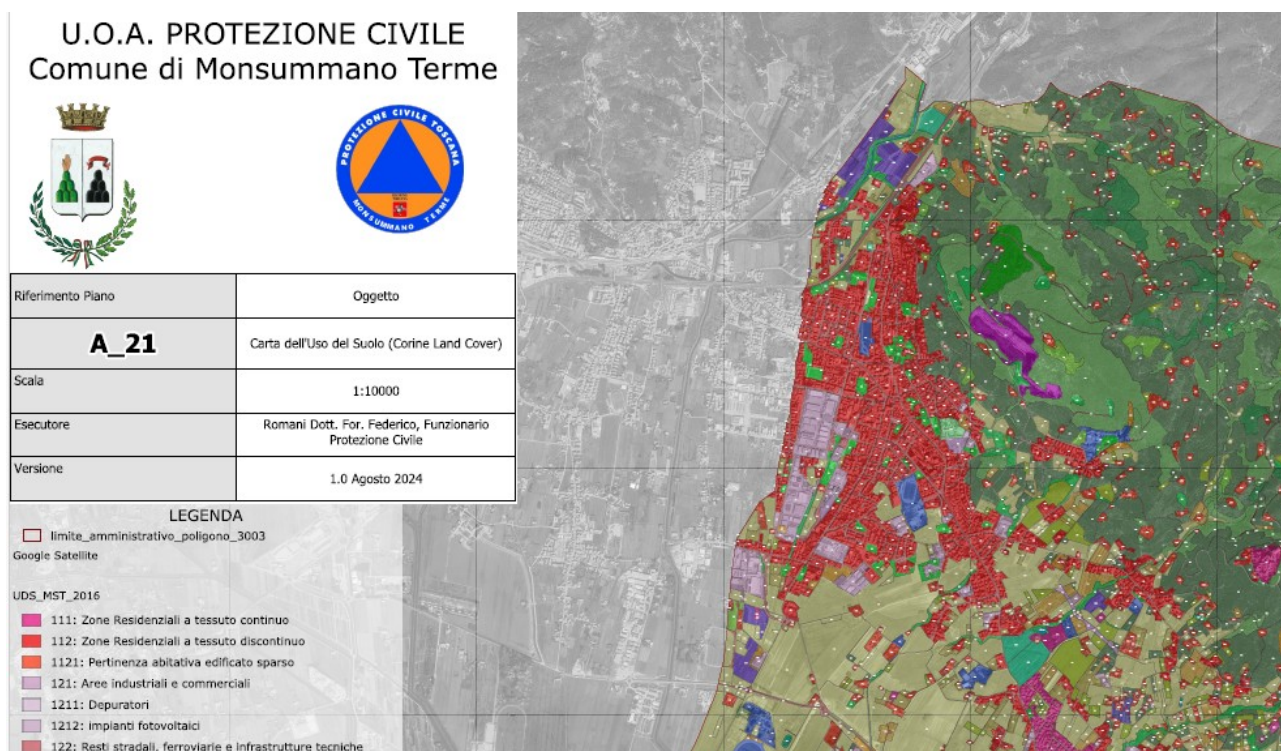 U.O.A. PROTEZIONE CIVILE
Comune di Monsummano Terme
PROTEZIONE CIVILE TOSCANA
MONSUMMANO TERME
Riferimento Piano
Oggetto
A_21
Carta dell'Uso del Suolo (Corine Land Cover)
Scala
1:10000
Esecutore
Romani Dott. For. Federico, Funzionario
Protezione Civile
Versione
1.0 Agosto 2024
LEGENDA
limite_amministrativo_poligono_3003
Google Satellite
UDS_MST_2016
111: Zone Residenziali a tessuto continuo
112: Zone Residenziali a tessuto discontinuo
1121: Pertinenza abitativa edificato sparso
121: Aree industriali e commerciali
1211: Depuratori
1212: impianti fotovoltaici
122: Resti stradali, ferroviarie e infrastrutture tecniche